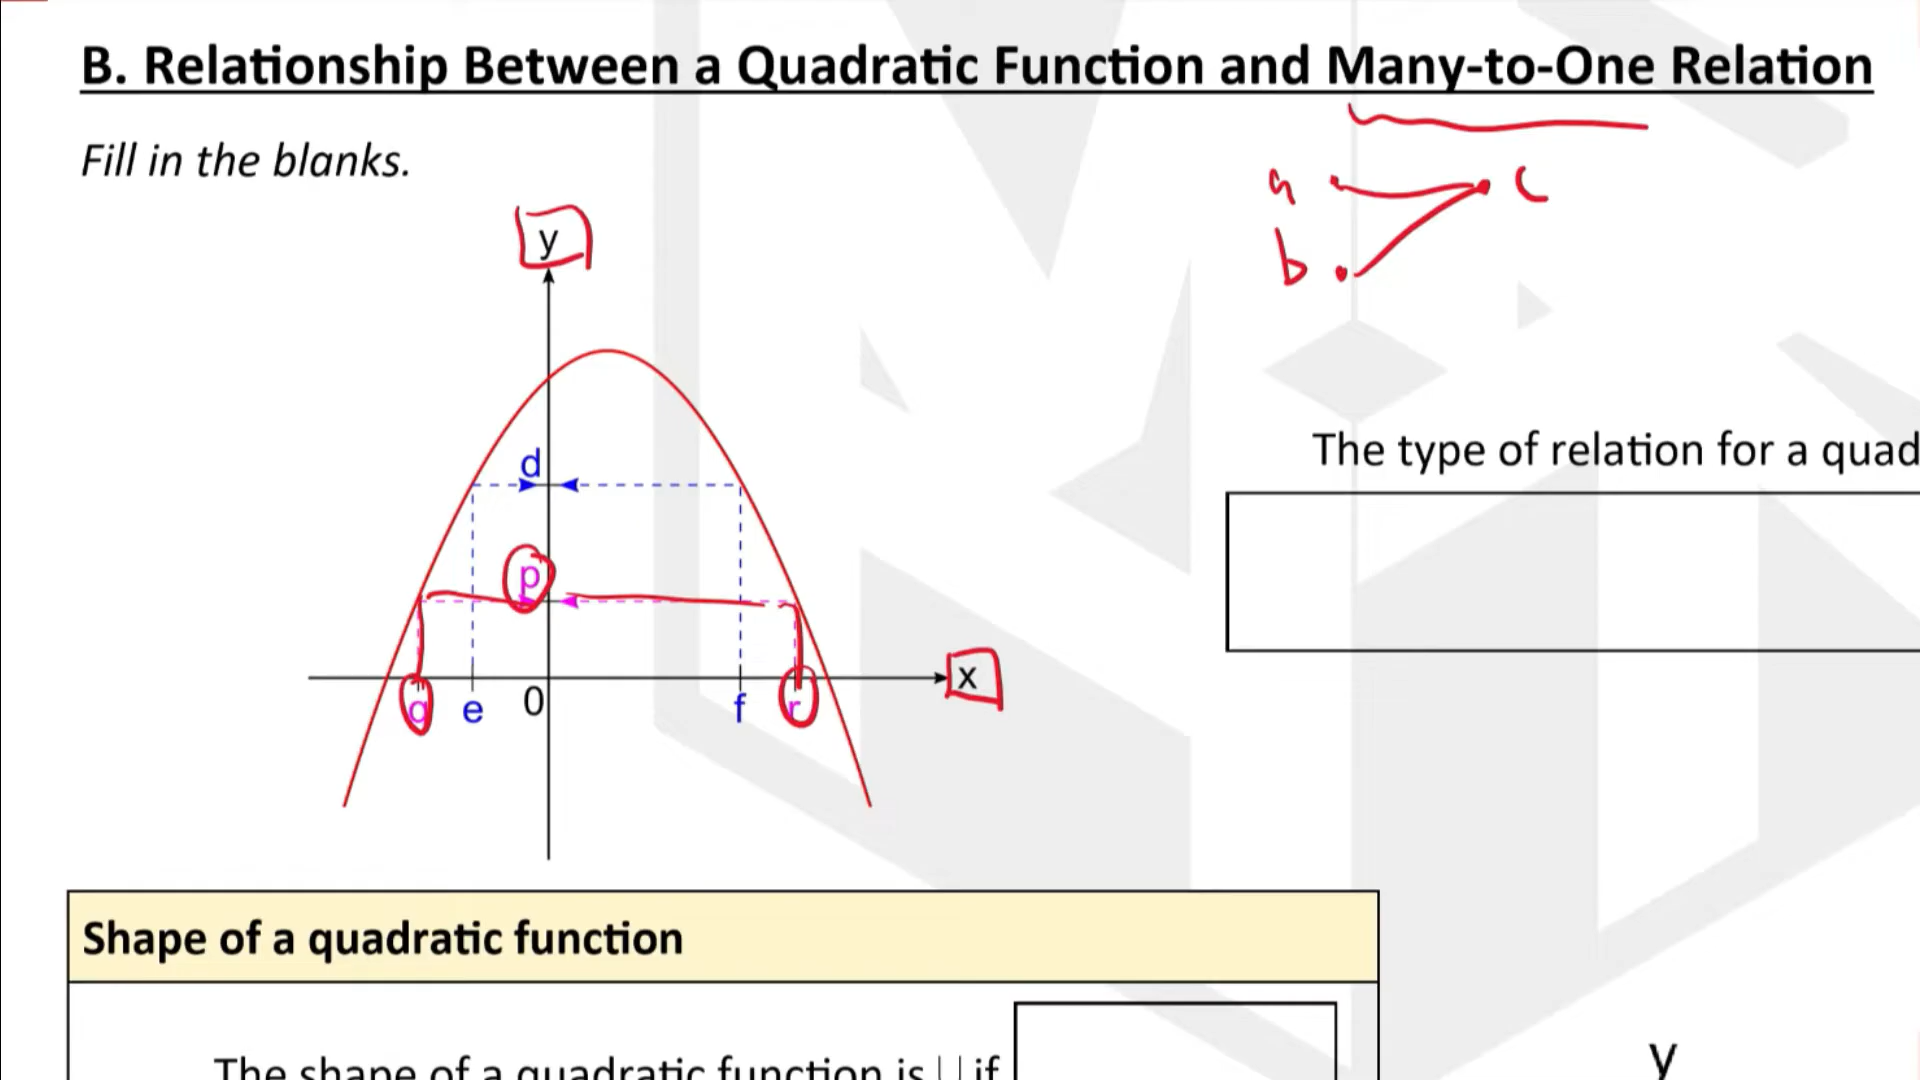 B. Relationship Between a Quadratic Function and Many-to-One Relation
Fill in the blanks.
a
c
b
y
d
p
x
q e 0 f r
The type of relation for a quad
Shape of a quadratic function
The shape of a quadratic function is U if
y